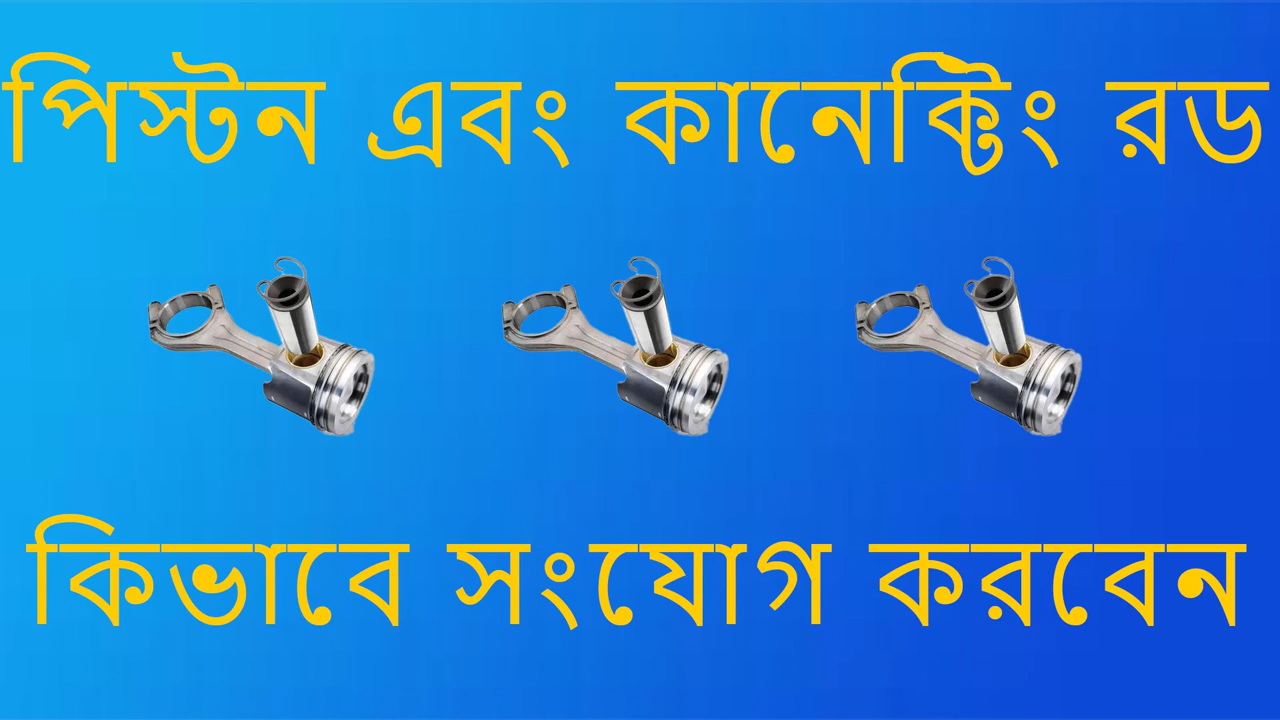 পিস্টন এবং কানেক্টিং রড
কিভাবে সংযোগ করবেন